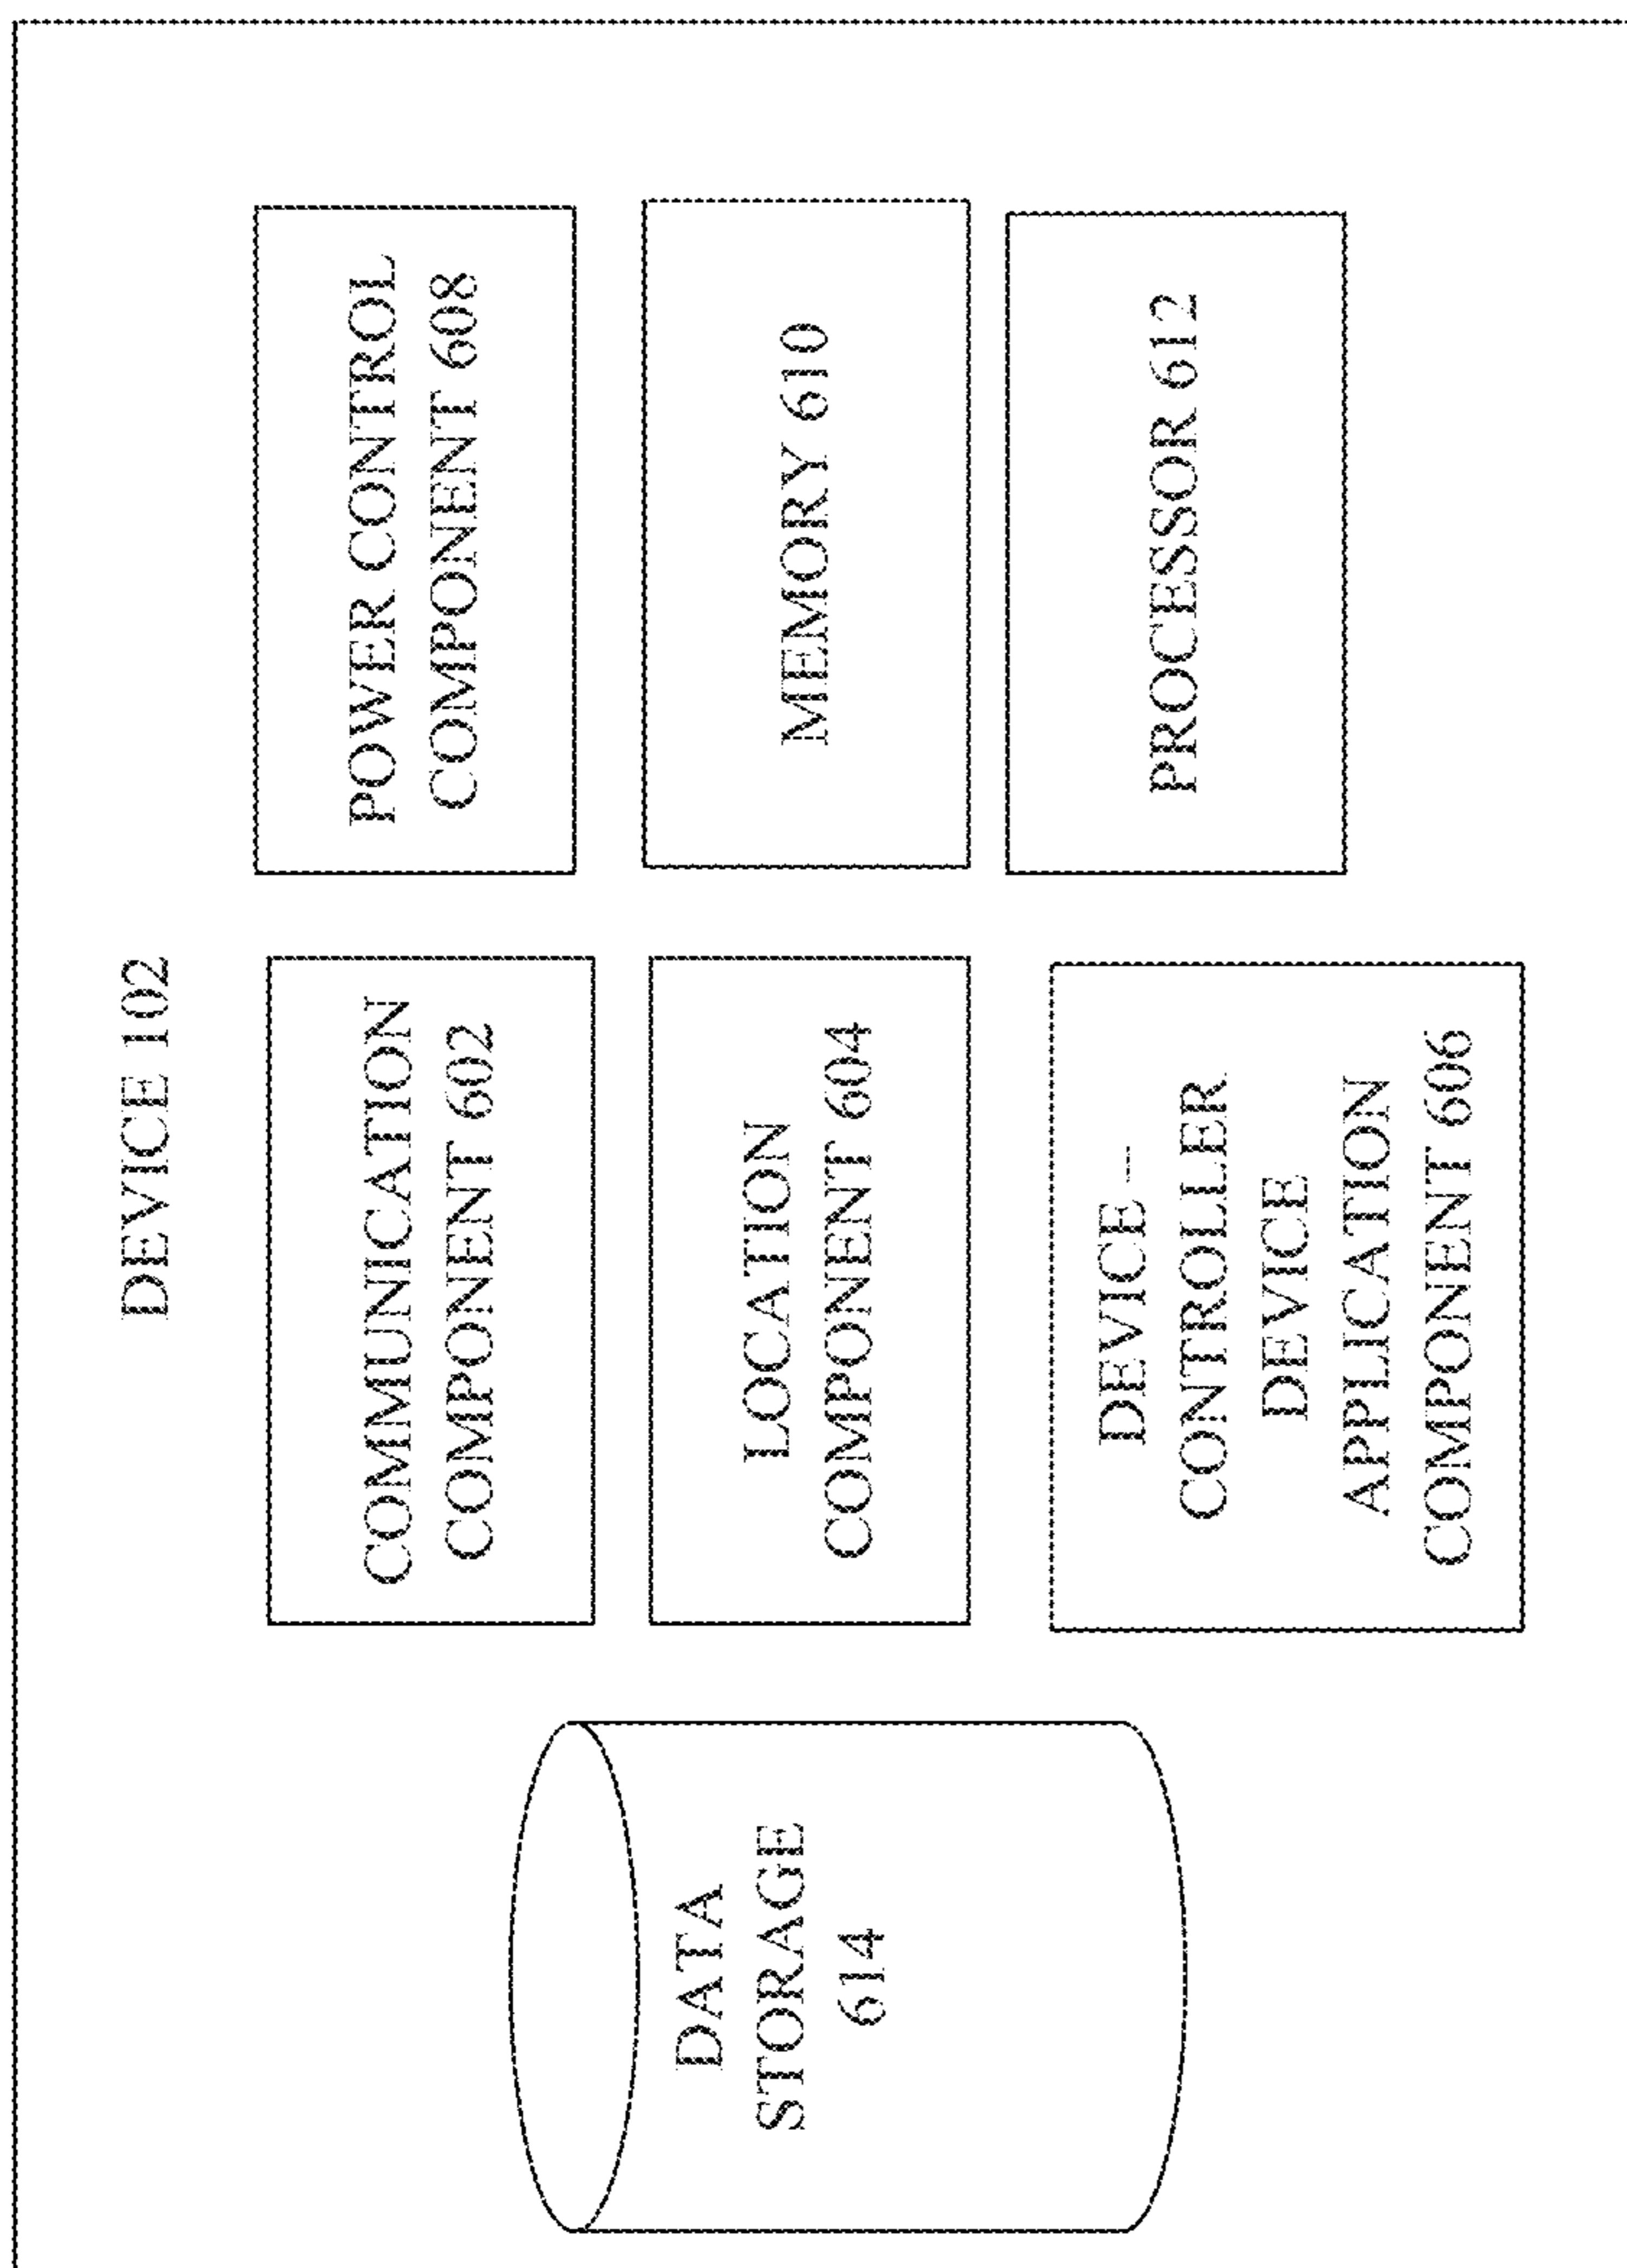 DEVICE 102
DATA
STORAGE
614
COMMUNICATION
COMPONENT 602
LOCATION
COMPONENT 604
DEVICE –
CONTROLLER
DEVICE
APPLICATION
COMPONENT 606
POWER CONTROL
COMPONENT 608
MEMORY 610
PROCESSOR 612